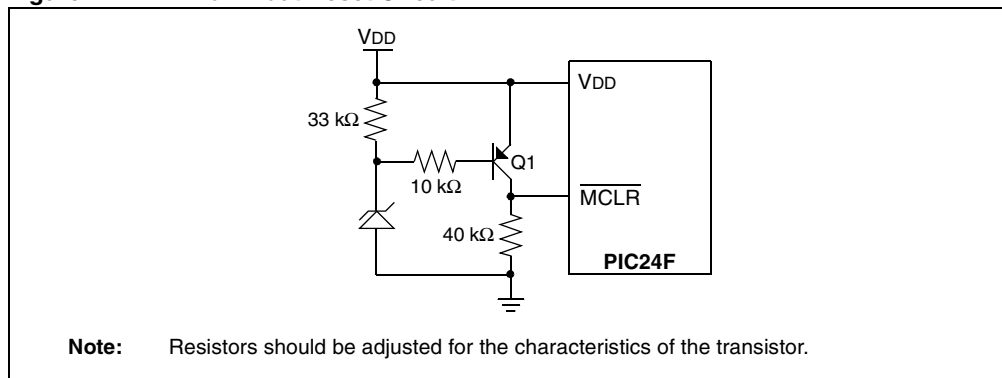 VDD
VDD
33 kΩ
Q1
10 kΩ
MCLR
40 kΩ
PIC24F
Note: Resistors should be adjusted for the characteristics of the transistor.